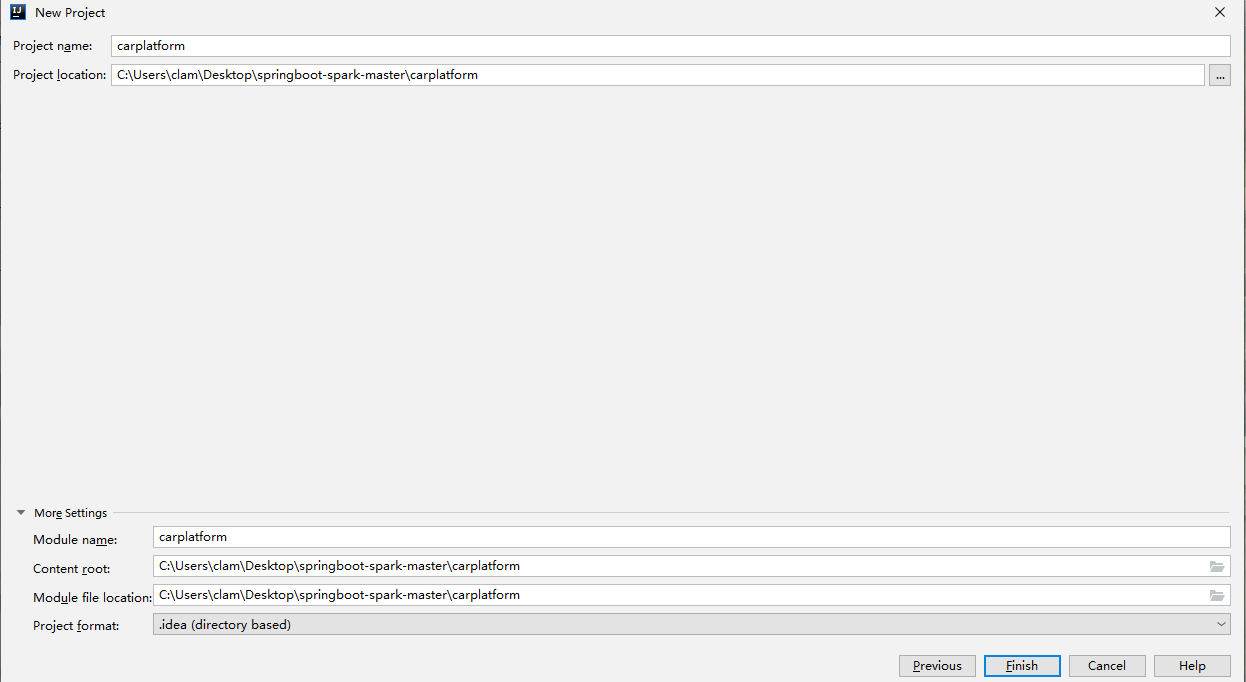 New Project
Project name: carplatform
Project location: C:\Users\clam\Desktop\springboot-spark-master\carplatform ...
More Settings
Module name: carplatform
Content root: C:\Users\clam\Desktop\springboot-spark-master\carplatform
Module file location: C:\Users\clam\Desktop\springboot-spark-master\carplatform
Project format: .idea (directory based)
Previous Finish Cancel Help